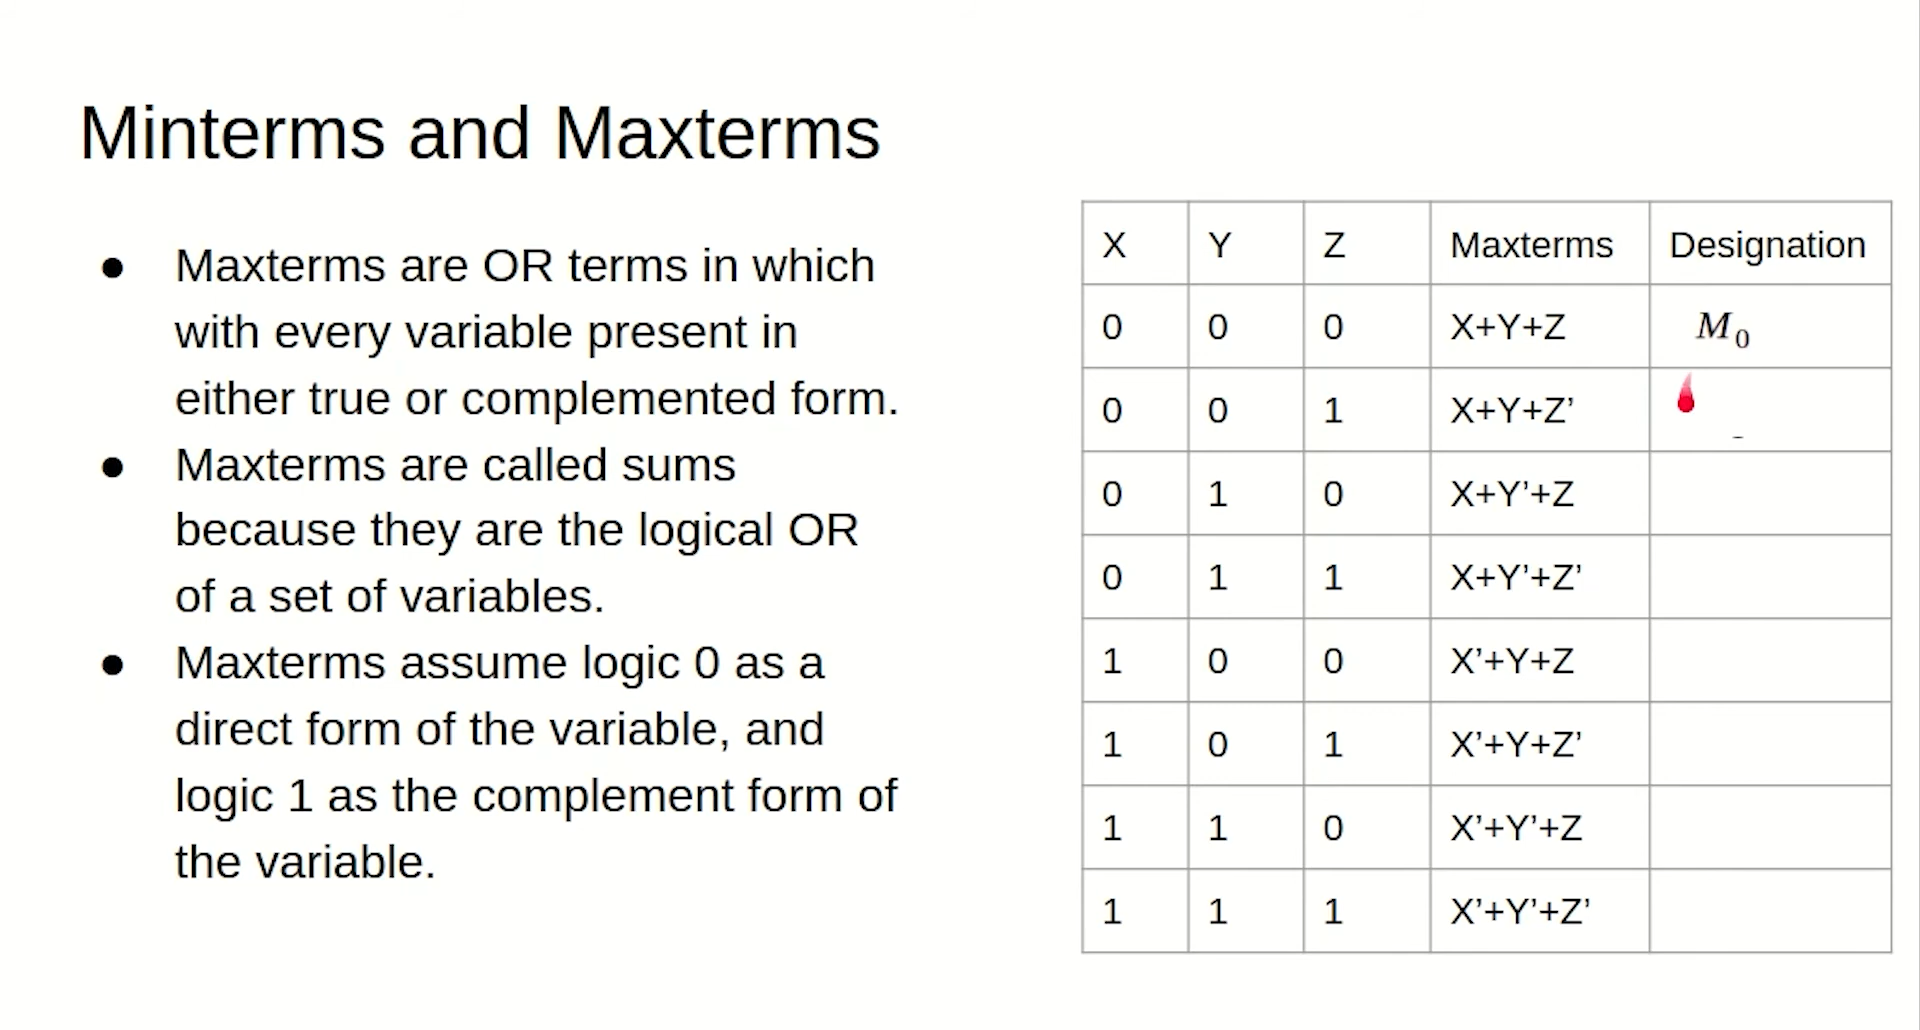 Minterms and Maxterms
● Maxterms are OR terms in which
with every variable present in
either true or complemented form.
● Maxterms are called sums
because they are the logical OR
of a set of variables.
● Maxterms assume logic 0 as a
direct form of the variable, and
logic 1 as the complement form of
the variable.
X Y Z Maxterms Designation
0 0 0 X+Y+Z M₀
0 0 1 X+Y+Z’
0 1 0 X+Y’+Z
0 1 1 X+Y’+Z’
1 0 0 X’+Y+Z
1 0 1 X’+Y+Z’
1 1 0 X’+Y’+Z
1 1 1 X’+Y’+Z’